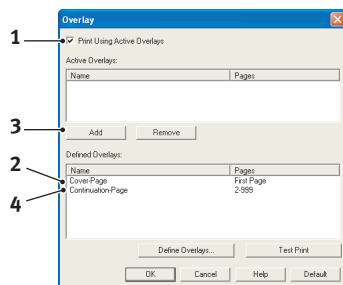 Overlay
1
Print Using Active Overlays
Active Overlays:
Name Pages
3
Add Remove
Defined Overlays:
2
Name Pages
Cover-Page First Page
4
Continuation-Page 2-999
Define Overlays... Test Print
OK Cancel Help Default